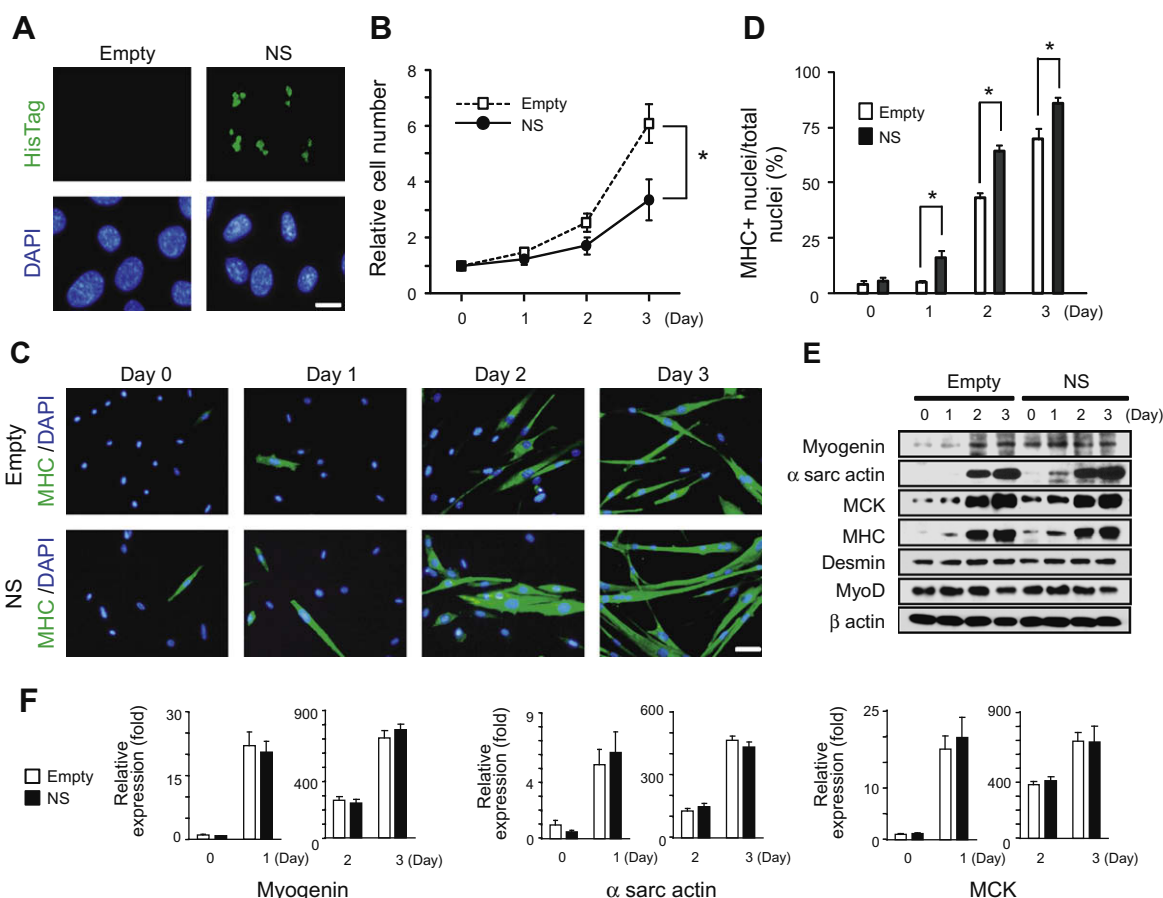 A
Empty NS
HisTag
DAPI
B
Relative cell number
8
6
4
2
1
0
Empty
NS
*
0 1 2 3 (Day)
D
MHC+ nuclei/total
nuclei (%)
100
75
50
25
0
Empty
NS
* * *
0 1 2 3 (Day)
C
Day 0 Day 1 Day 2 Day 3
Empty
MHC /DAPI
NS
MHC /DAPI
E
Empty NS
0 1 2 3 0 1 2 3 (Day)
Myogenin
α sarc actin
MCK
MHC
Desmin
MyoD
β actin
F
Empty
NS
Relative
expression (fold)
30
15
0
0 1 (Day)
900
400
0
2 3 (Day)
Myogenin
Relative
expression (fold)
9
4
0
0 1 (Day)
600
300
0
2 3 (Day)
α sarc actin
Relative
expression (fold)
25
10
0
0 1 (Day)
900
400
0
2 3 (Day)
MCK